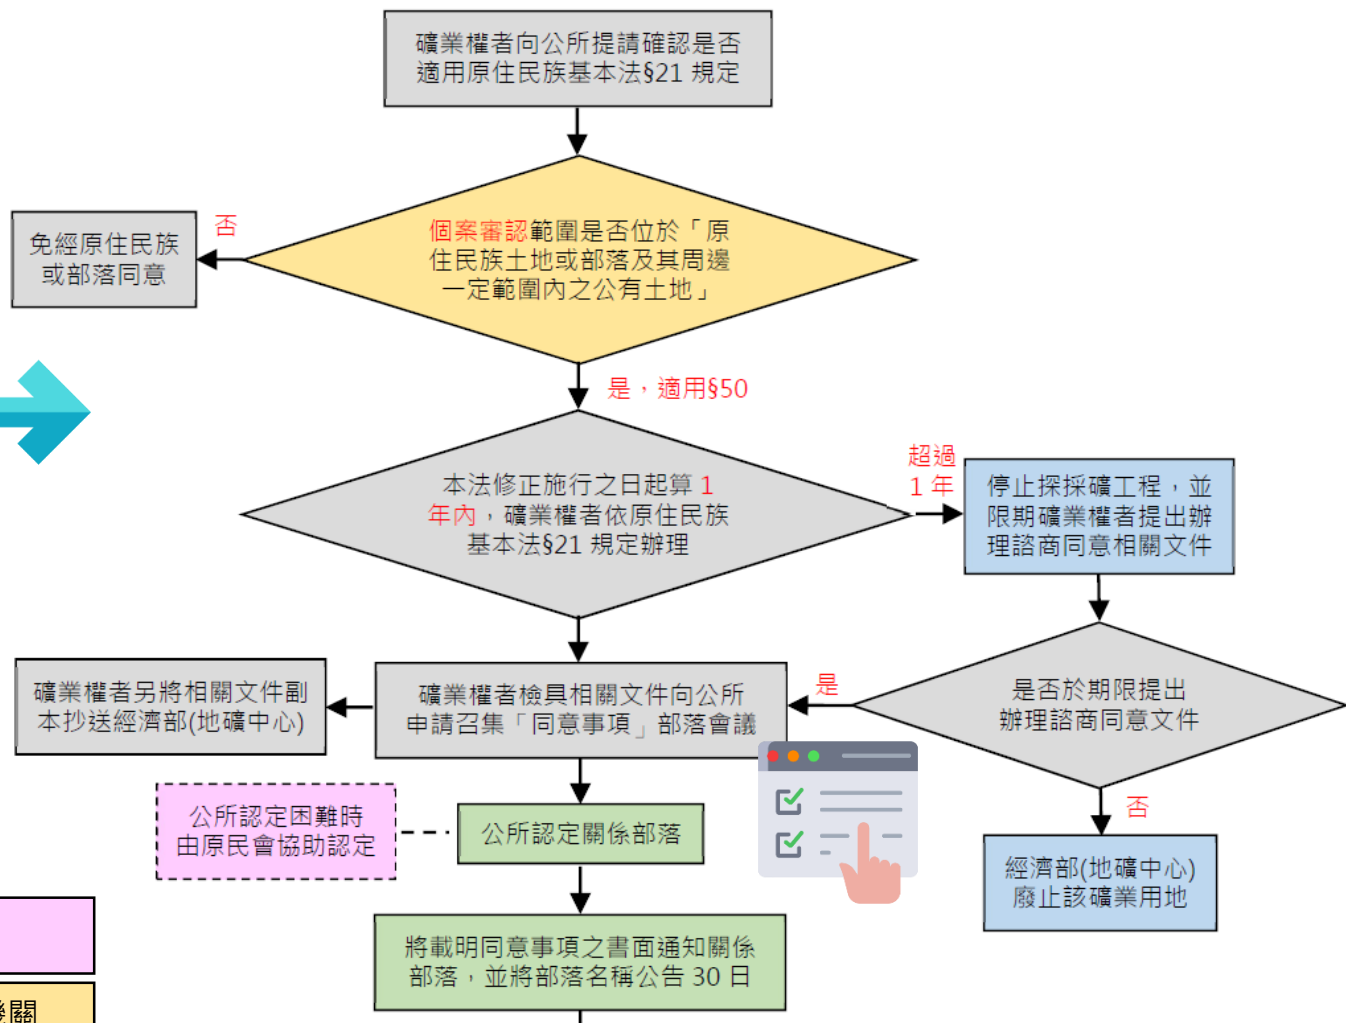 礦業權者向公所提請確認是否
適用原住民族基本法§21 規定
個案審認範圍是否位於「原
住民族土地或部落及其周邊
一定範圍內之公有土地」
否
免經原住民族
或部落同意
是，適用§50
本法修正施行之日起算 1
年內，礦業權者依原住民族
基本法§21 規定辦理
超過
1 年
停止探採礦工程，並
限期礦業權者提出辦
理諮商同意相關文件
礦業權者另將相關文件副
本抄送經濟部(地礦中心)
礦業權者檢具相關文件向公所
申請召集「同意事項」部落會議
是
是否於期限提出
辦理諮商同意文件
否
公所認定困難時
由原民會協助認定
公所認定關係部落
經濟部(地礦中心)
廢止該礦業用地
將載明同意事項之書面通知關係
部落，並將部落名稱公告 30 日
機關